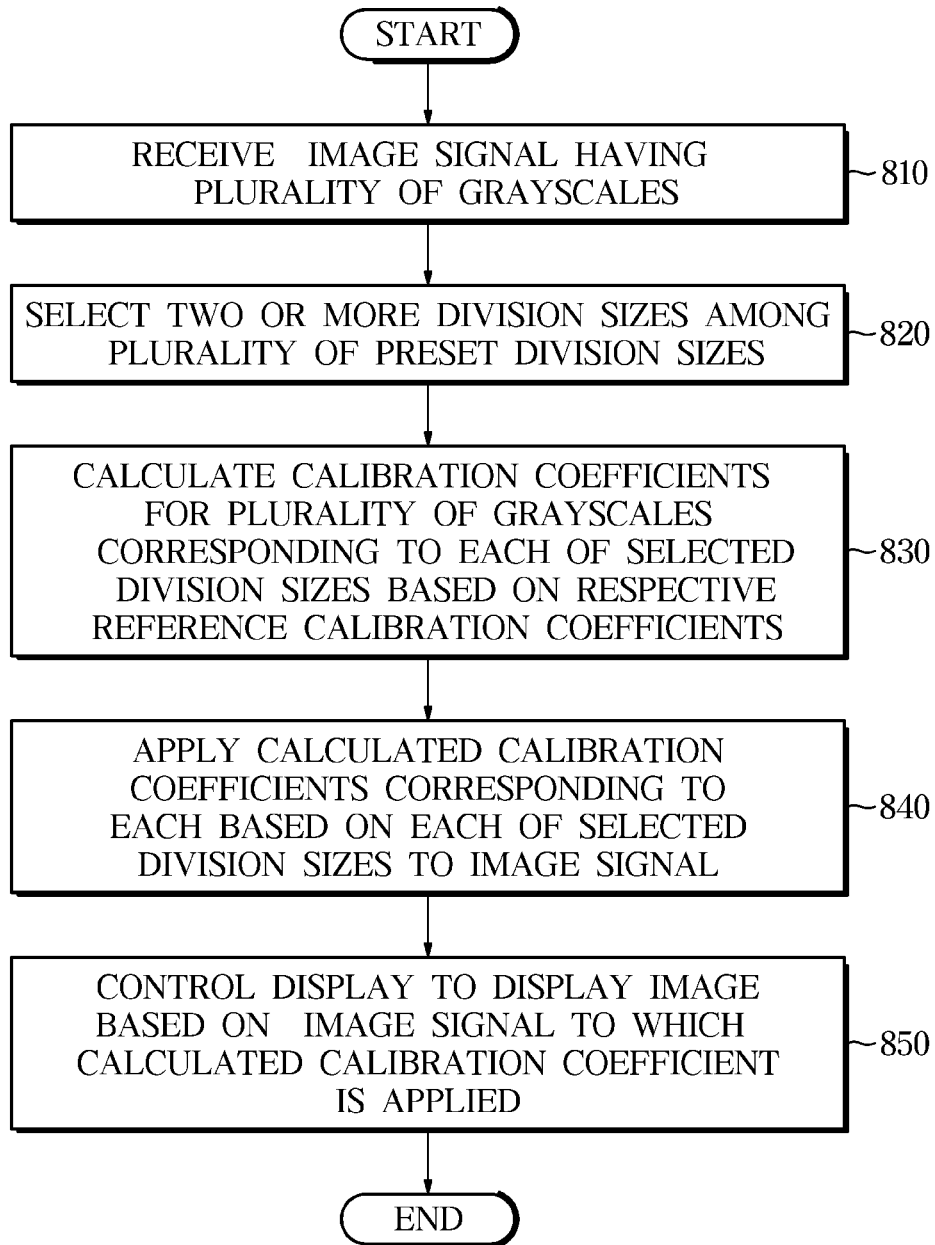 START
RECEIVE IMAGE SIGNAL HAVING
PLURALITY OF GRAYSCALES
810
SELECT TWO OR MORE DIVISION SIZES AMONG
PLURALITY OF PRESET DIVISION SIZES
820
CALCULATE CALIBRATION COEFFICIENTS
FOR PLURALITY OF GRAYSCALES
CORRESPONDING TO EACH OF SELECTED
DIVISION SIZES BASED ON RESPECTIVE
REFERENCE CALIBRATION COEFFICIENTS
830
APPLY CALCULATED CALIBRATION
COEFFICIENTS CORRESPONDING TO
EACH BASED ON EACH OF SELECTED
DIVISION SIZES TO IMAGE SIGNAL
840
CONTROL DISPLAY TO DISPLAY IMAGE
BASED ON IMAGE SIGNAL TO WHICH
CALCULATED CALIBRATION COEFFICIENT
IS APPLIED
850
END